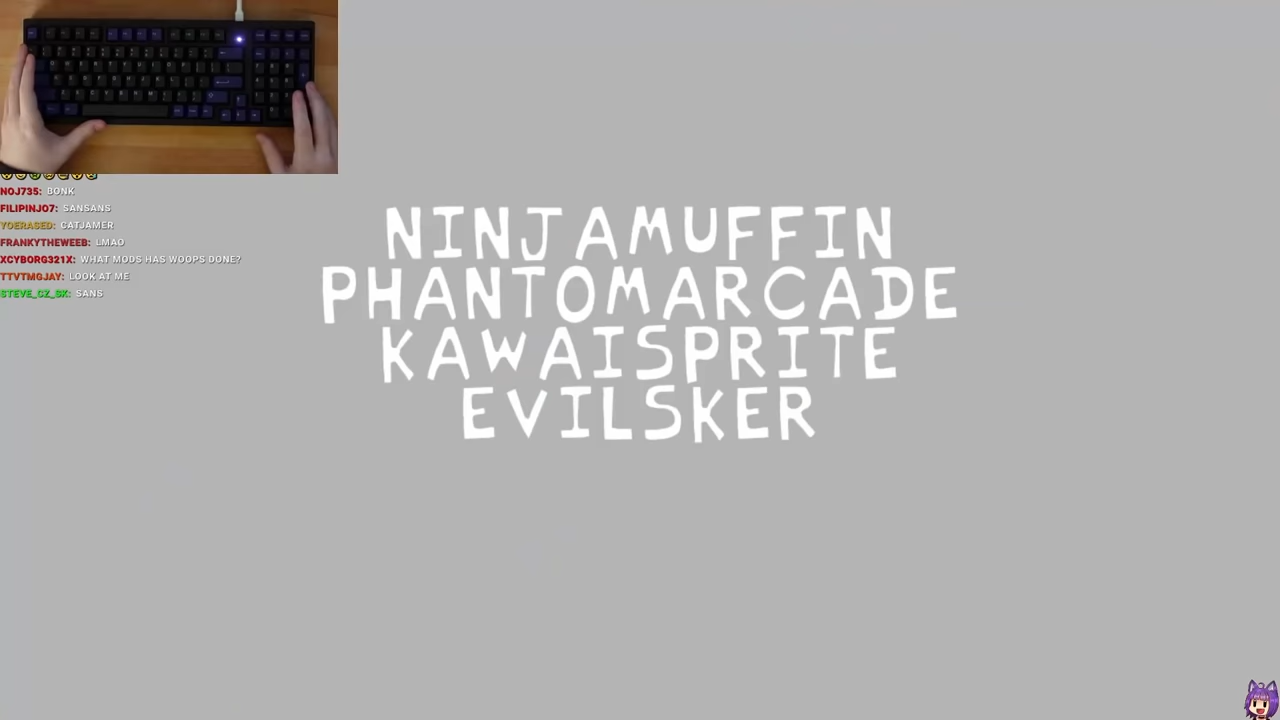 NOJ735: BONK
FILIPINJO7: SANSANS
YOERASED: CATJAMER
FRANKYTHEWEEB: LMAO
XCYBORG321X: WHAT MODS HAS WOOPS DONE?
TTVTMGJAY: LOOK AT ME
STEVE_CZ_SK: SANS
NINJAMUFFIN
PHANTOMARCADE
KAWAISPRITE
EVILSKER